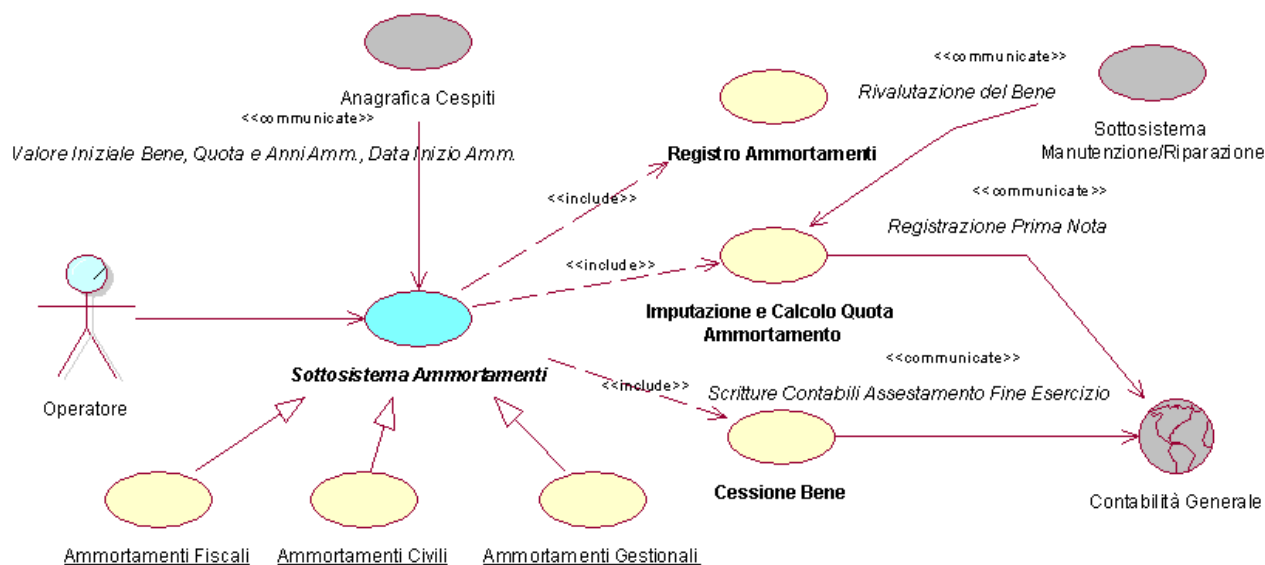 <<communicate>>
Anagrafica Cespiti
<<communicate>>
Rivalutazione del Bene
<<communicate>>
Valore Iniziale Bene, Quota e Anni Amm., Data Inizio Amm.
Registro Ammortamenti
Sottosistema
Manutenzione/Riparazione
<<include>>
<<communicate>>
Registrazione Prima Nota
<<include>>
Imputazione e Calcolo Quota
Ammortamento
<<communicate>>
Sottosistema Ammortamenti
<<include>>
Scritture Contabili Assestamento Fine Esercizio
Operatore
Cessione Bene
Contabilità Generale
Ammortamenti Fiscali
Ammortamenti Civili
Ammortamenti Gestionali